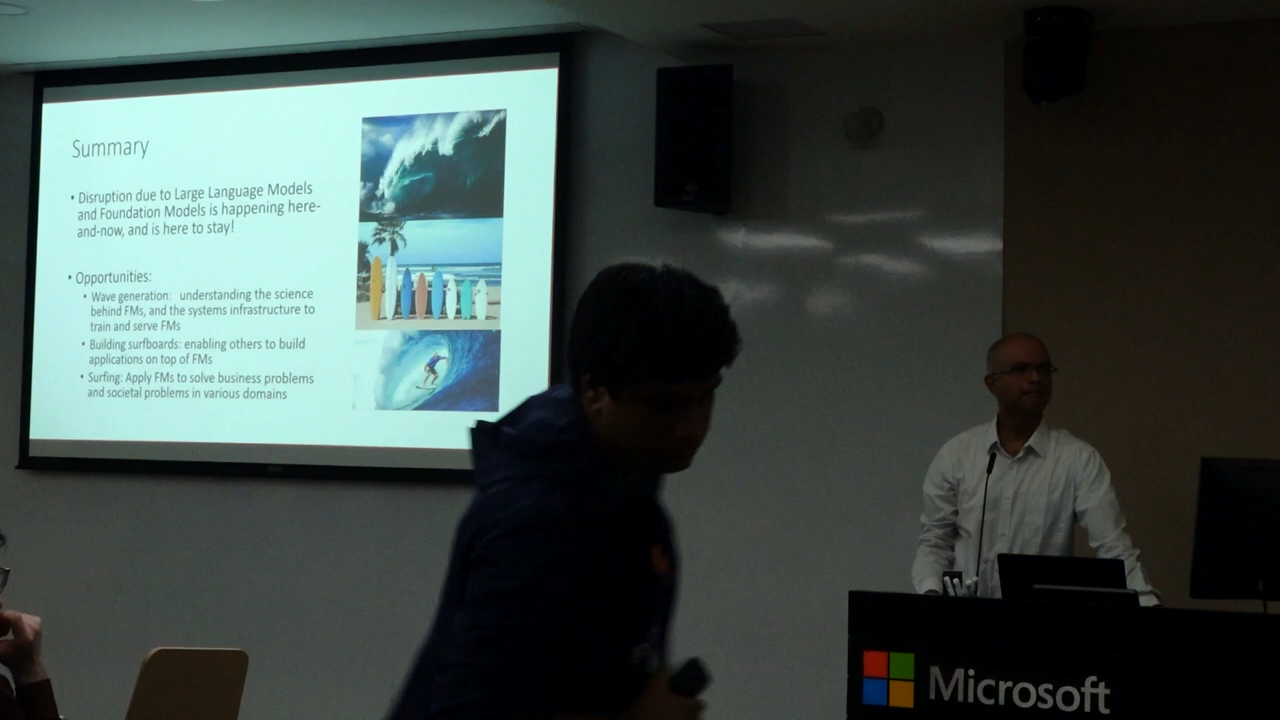 Summary
• Disruption due to Large Language Models
and Foundation Models is happening here-
and-now, and is here to stay!
• Opportunities:
• Wave generation: understanding the science
behind FMs, and the systems infrastructure to
train and serve FMs
• Building surfboards: enabling others to build
applications on top of FMs
• Surfing: Apply FMs to solve business problems
and societal problems in various domains
Microsoft